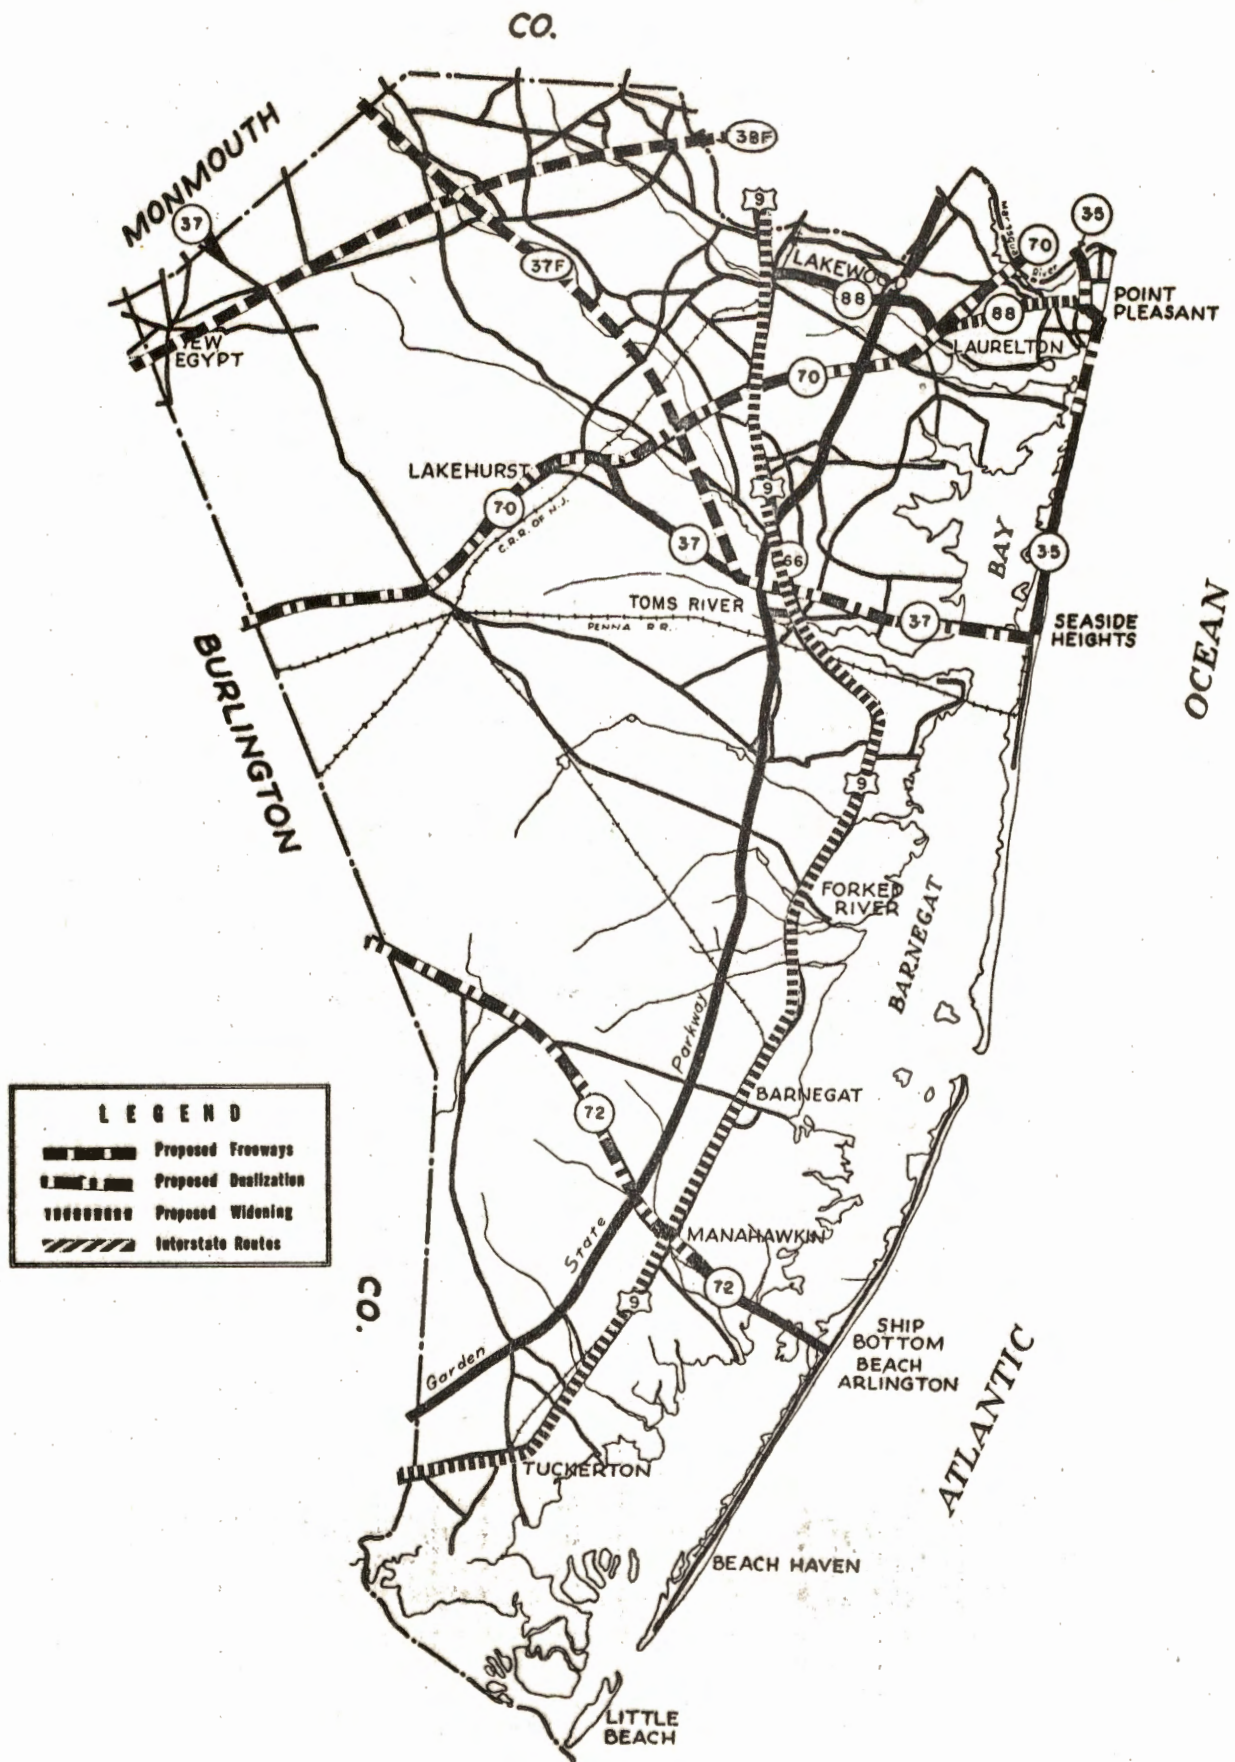 CO.
MONMOUTH
38F
9
35
37
70
Manasquan
River
37F
LAKEWOO
88
POINT
PLEASANT
88
LAURELTON
EW
EGYPT
70
LAKEHURST
9
70
C.R.R. OF N.J.
37
BAY
35
66
TOMS RIVER
PENNA R.R.
37
SEASIDE
HEIGHTS
OCEAN
BURLINGTON
9
FORKED
RIVER
BARNEGAT
Parkway
BARNEGAT
72
LEGEND
Proposed Freeways
Proposed Dualization
Proposed Widening
Interstate Routes
MANAHAWKIN
State
72
9
CO.
SHIP
BOTTOM
BEACH
ARLINGTON
Garden
ATLANTIC
TUCKERTON
BEACH HAVEN
LITTLE
BEACH